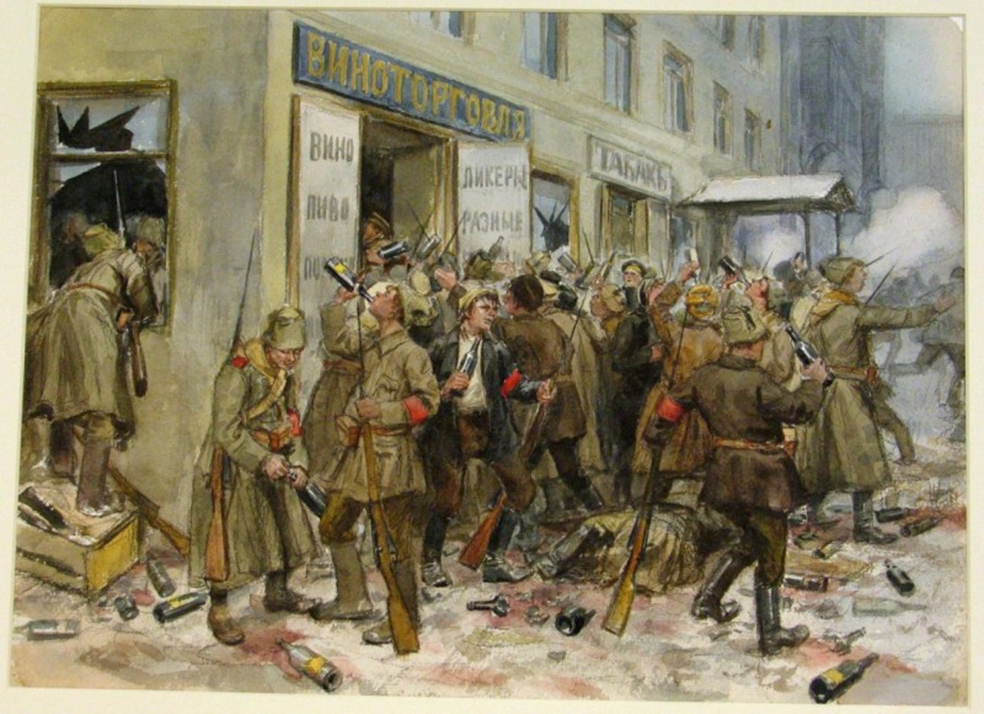 ВИНОТОРГОВЛЯ
ВИНО
ПИВО
ЛИКЕРЫ
РАЗНЫЕ
ТАБАКЪ